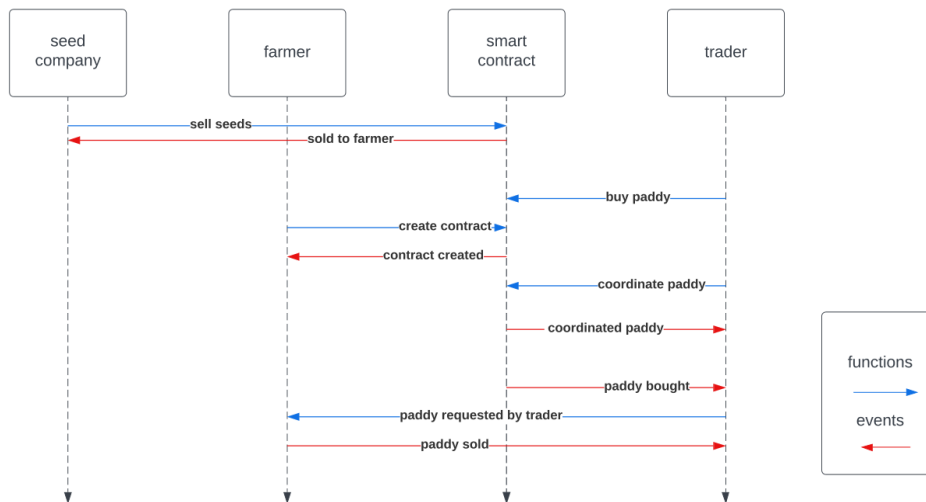 seed
company
farmer
smart
contract
trader
sell seeds
sold to farmer
buy paddy
create contract
contract created
coordinate paddy
coordinated paddy
paddy bought
paddy requested by trader
paddy sold
functions
events